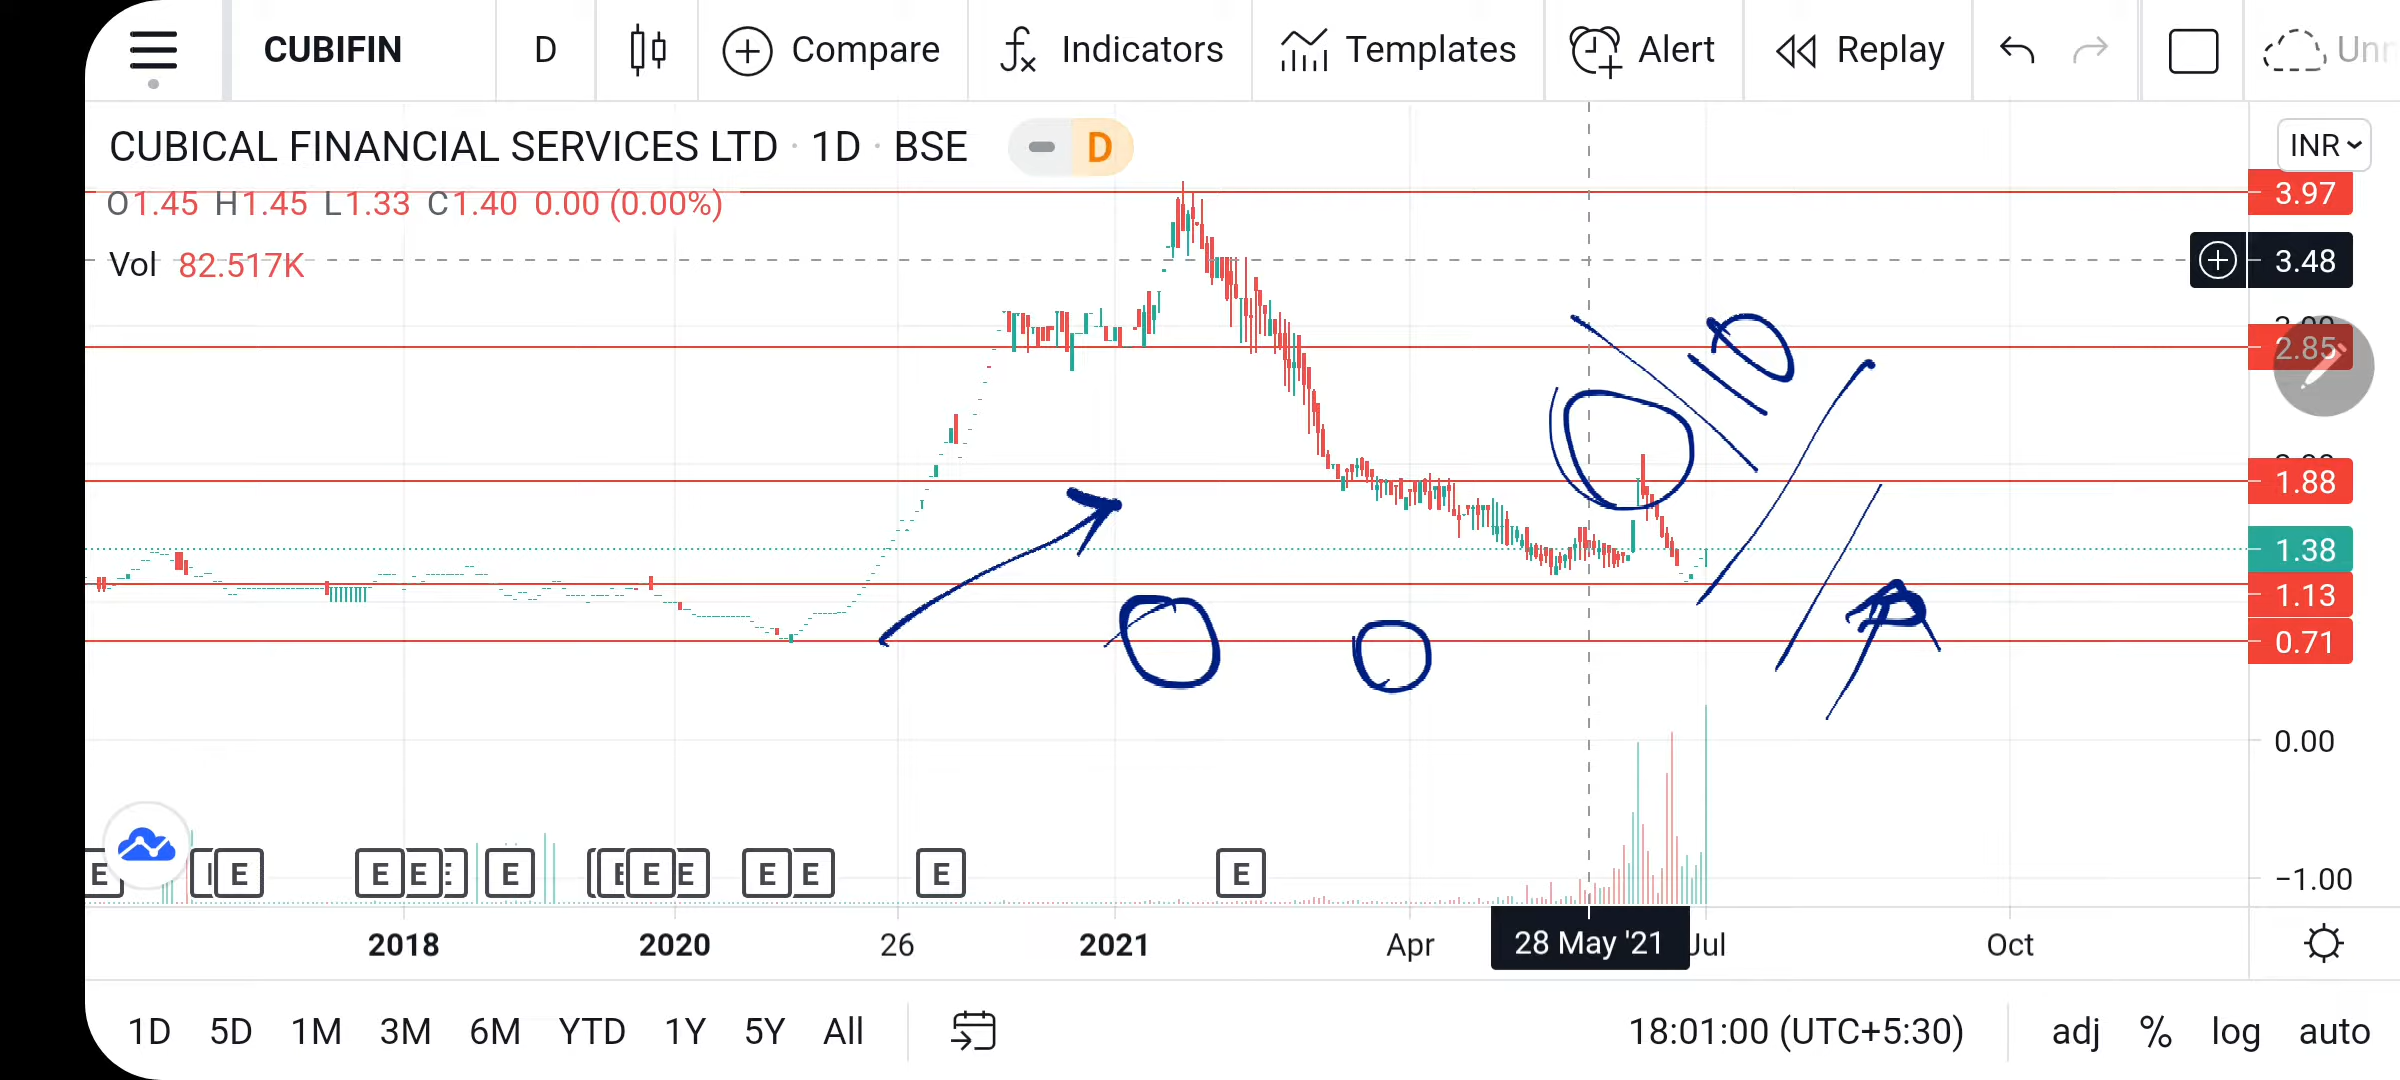 CUBIFIN D Compare Indicators Templates Alert Replay
CUBICAL FINANCIAL SERVICES LTD · 1D · BSE D INR
O1.45 H1.45 L1.33 C1.40 0.00 (0.00%)
3.97
Vol 82.517K
3.48
2.85
1.88
1.38
1.13
0.71
0.00
−1.00
E E E E E E E E E E E
2018 2020 26 2021 Apr 28 May '21 Jul Oct
1D 5D 1M 3M 6M YTD 1Y 5Y All 18:01:00 (UTC+5:30) adj % log auto